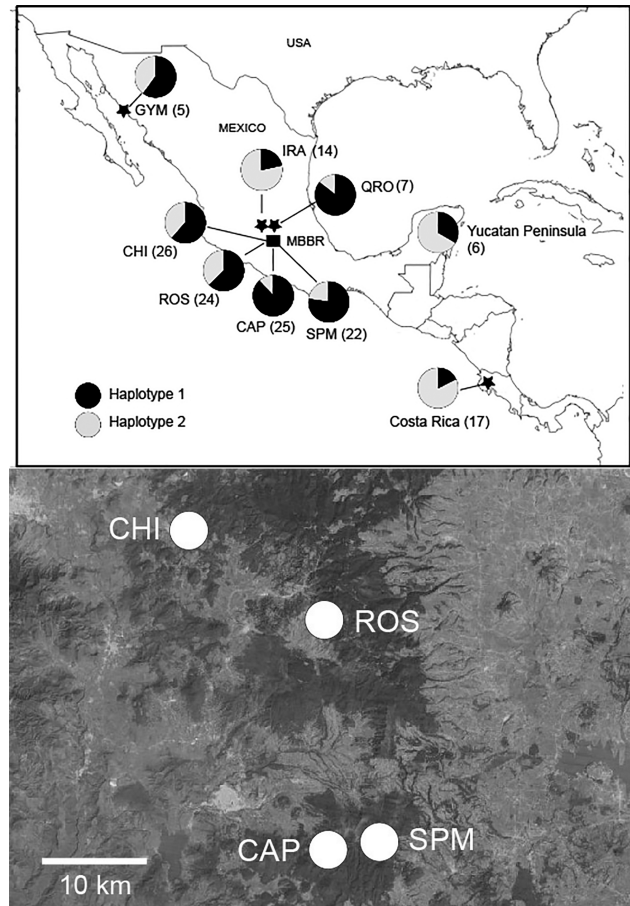 USA
GYM (5)
MEXICO
IRA (14)
QRO (7)
CHI (26)
MBBR
Yucatan Peninsula
(6)
ROS (24)
CAP (25)
SPM (22)
Haplotype 1
Haplotype 2
Costa Rica (17)
CHI
ROS
CAP
SPM
10 km